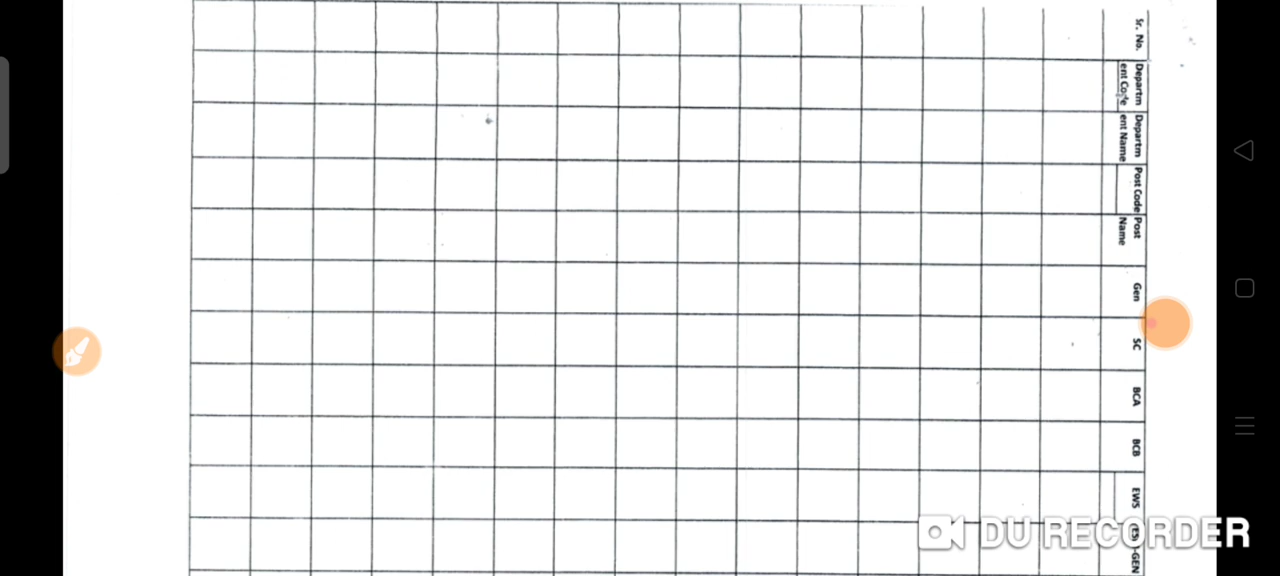 Sr. No.
Departm
ent Code
Departm
ent Name
Post Code
Post
Name
Gen
SC
BCA
BCB
EWS
-GEN
DU RECORDER